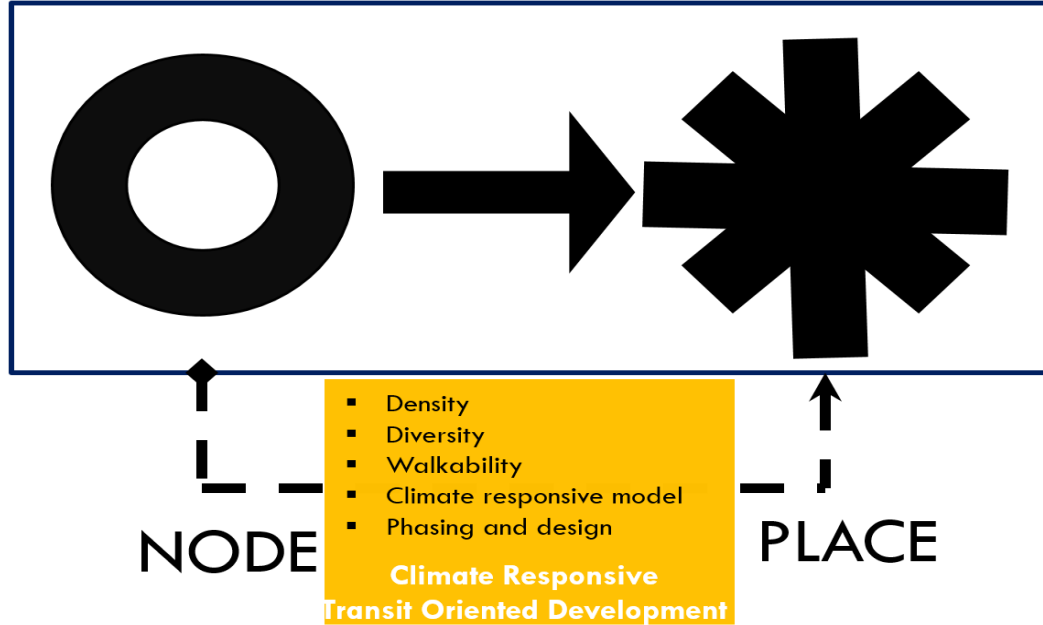 ▪ Density
▪ Diversity
▪ Walkability
▪ Climate responsive model
▪ Phasing and design
NODE
PLACE
Climate Responsive
Transit Oriented Development